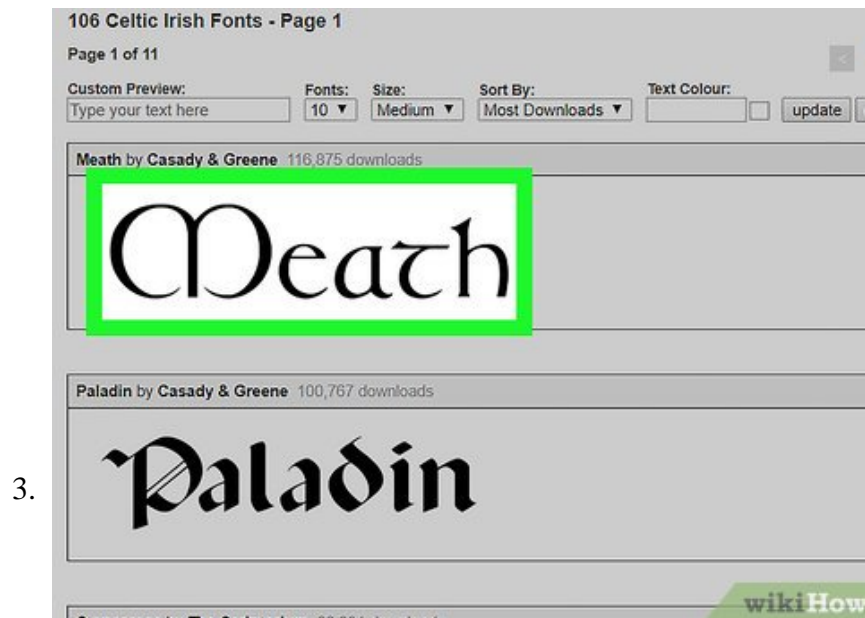 106 Celtic Irish Fonts - Page 1
Page 1 of 11
<
Custom Preview: Fonts: Size: Sort By: Text Colour:
Type your text here 10 ▼ Medium ▼ Most Downloads ▼ update
Meath by Casady & Greene 116,875 downloads
Meath
Paladin by Casady & Greene 100,767 downloads
3.
Paladin
wikiHow